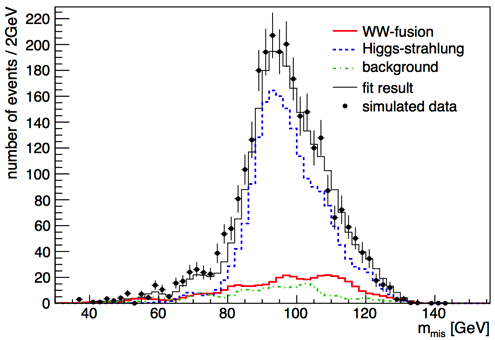 number of events / 2GeV
220
200
180
160
140
120
100
80
60
40
20
0
WW-fusion
Higgs-strahlung
background
fit result
simulated data
40 60 80 100 120 140
m_mis [GeV]